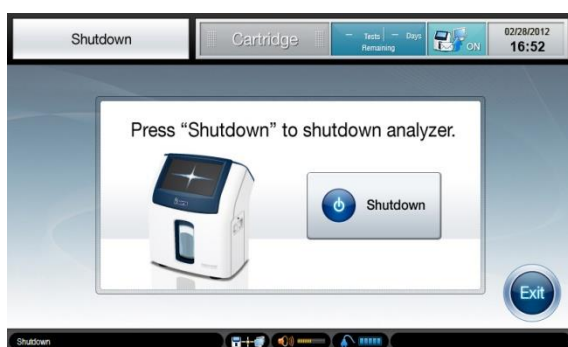 Shutdown
Cartridge
– Tests – Days
Remaining
ON
02/28/2012
16:52
Press “Shutdown” to shutdown analyzer.
Shutdown
Exit
Shutdown